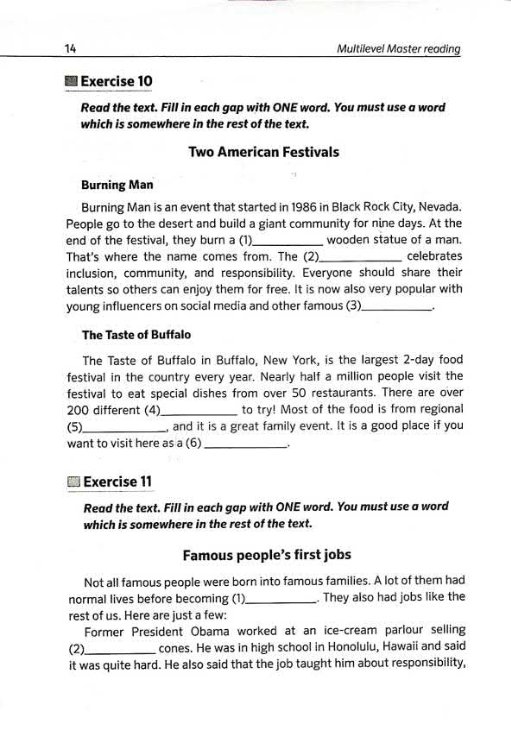 14 Multilevel Master reading
Exercise 10
Read the text. Fill in each gap with ONE word. You must use a word
which is somewhere in the rest of the text.
Two American Festivals
Burning Man
Burning Man is an event that started in 1986 in Black Rock City, Nevada.
People go to the desert and build a giant community for nine days. At the
end of the festival, they burn a (1)__________ wooden statue of a man.
That's where the name comes from. The (2)____________ celebrates
inclusion, community, and responsibility. Everyone should share their
talents so others can enjoy them for free. It is now also very popular with
young influencers on social media and other famous (3)__________.
The Taste of Buffalo
The Taste of Buffalo in Buffalo, New York, is the largest 2-day food
festival in the country every year. Nearly half a million people visit the
festival to eat special dishes from over 50 restaurants. There are over
200 different (4)___________ to try! Most of the food is from regional
(5)____________, and it is a great family event. It is a good place if you
want to visit here as a (6) ____________.
Exercise 11
Read the text. Fill in each gap with ONE word. You must use a word
which is somewhere in the rest of the text.
Famous people's first jobs
Not all famous people were born into famous families. A lot of them had
normal lives before becoming (1)__________. They also had jobs like the
rest of us. Here are just a few:
Former President Obama worked at an ice-cream parlour selling
(2)__________ cones. He was in high school in Honolulu, Hawaii and said
it was quite hard. He also said that the job taught him about responsibility,